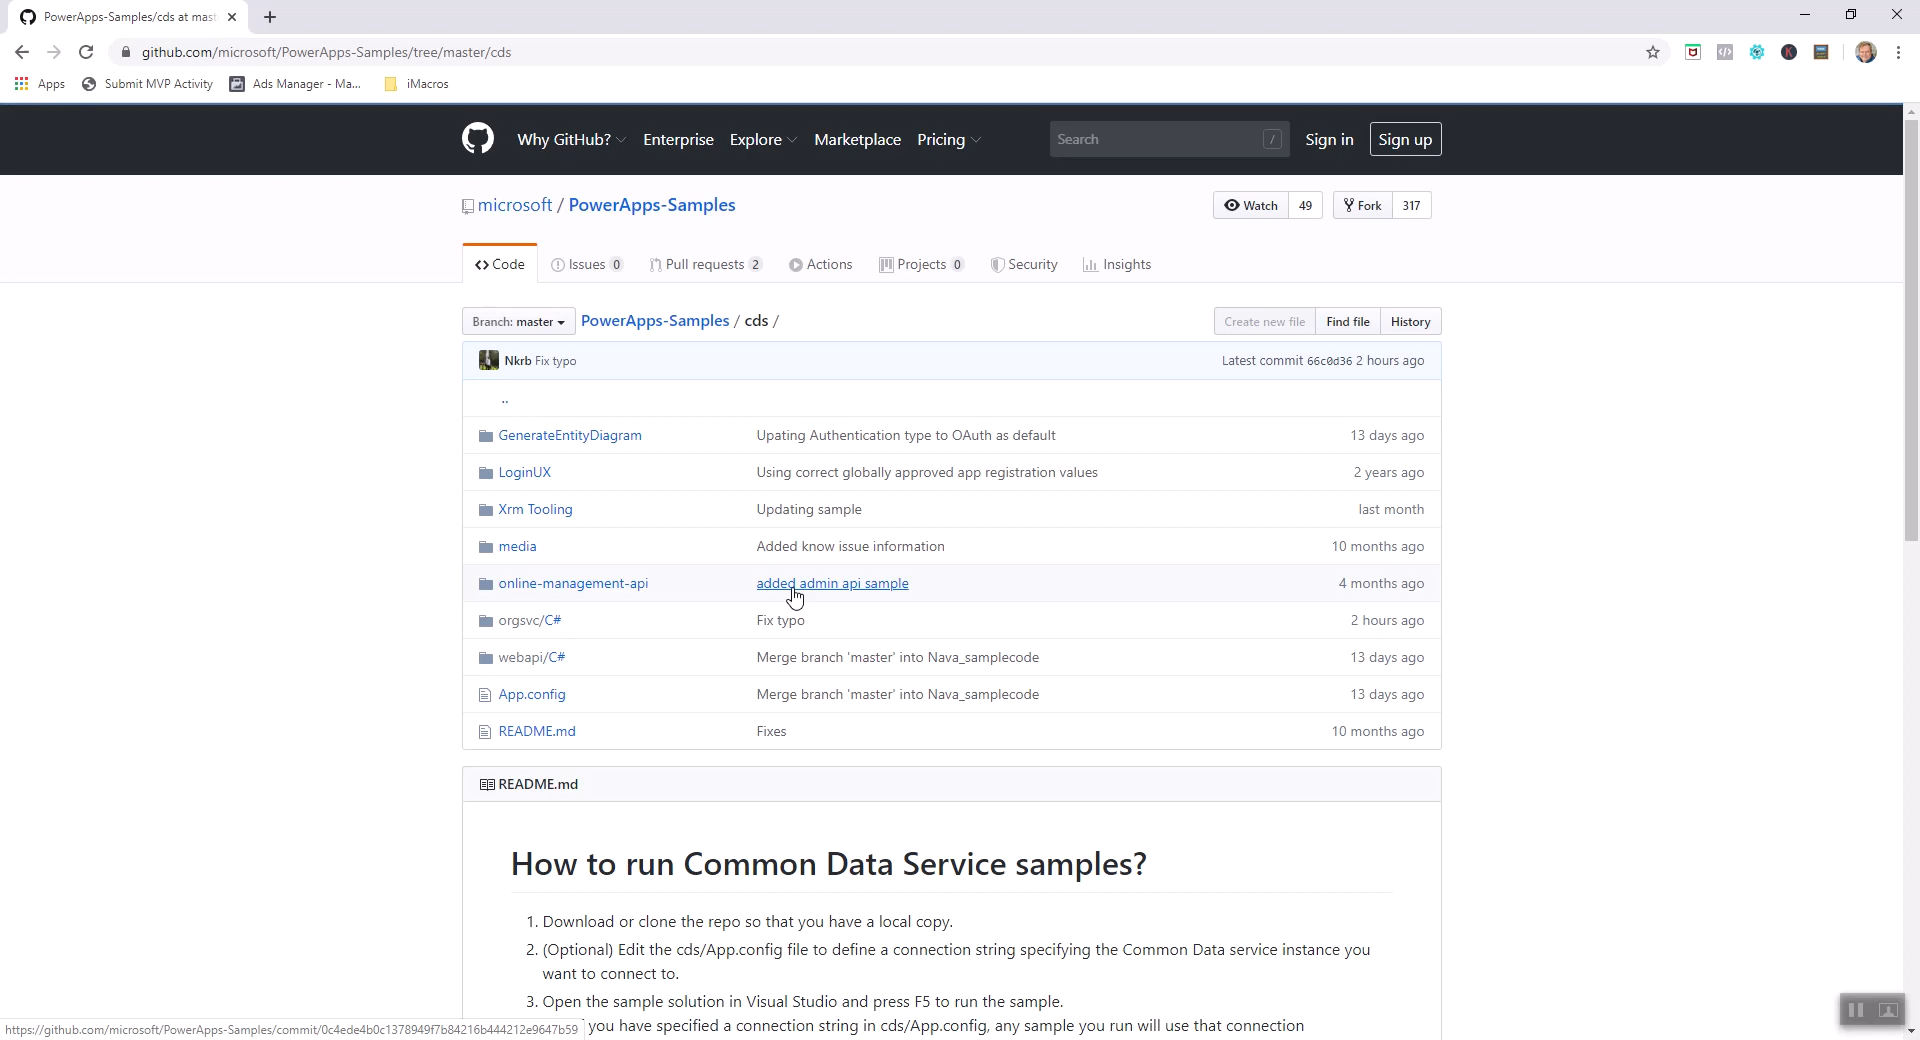 PowerApps-Samples/cds at mast
github.com/microsoft/PowerApps-Samples/tree/master/cds
Apps Submit MVP Activity Ads Manager - Ma... iMacros
Why GitHub? Enterprise Explore Marketplace Pricing Search / Sign in Sign up
microsoft / PowerApps-Samples Watch 49 Fork 317
Code Issues 0 Pull requests 2 Actions Projects 0 Security Insights
Branch: master PowerApps-Samples / cds / Create new file Find file History
Nkrb Fix typo Latest commit 66c0d36 2 hours ago
..
GenerateEntityDiagram Upating Authentication type to OAuth as default 13 days ago
LoginUX Using correct globally approved app registration values 2 years ago
Xrm Tooling Updating sample last month
media Added know issue information 10 months ago
online-management-api added admin api sample 4 months ago
orgsvc/C# Fix typo 2 hours ago
webapi/C# Merge branch 'master' into Nava_samplecode 13 days ago
App.config Merge branch 'master' into Nava_samplecode 13 days ago
README.md Fixes 10 months ago
README.md
How to run Common Data Service samples?
1. Download or clone the repo so that you have a local copy.
2. (Optional) Edit the cds/App.config file to define a connection string specifying the Common Data service instance you
want to connect to.
3. Open the sample solution in Visual Studio and press F5 to run the sample.
you have specified a connection string in cds/App.config, any sample you run will use that connection
https://github.com/microsoft/PowerApps-Samples/commit/0c4ede4b0c1378949f7b84216b444212e9647b59